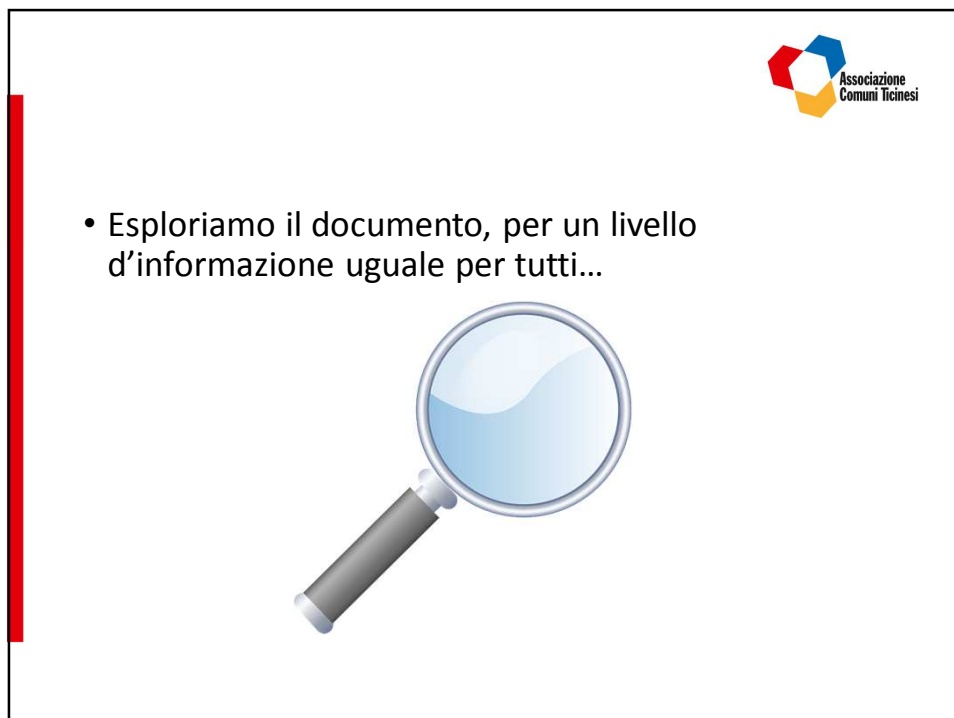 Associazione
Comuni Ticinesi
• Esploriamo il documento, per un livello
d’informazione uguale per tutti…